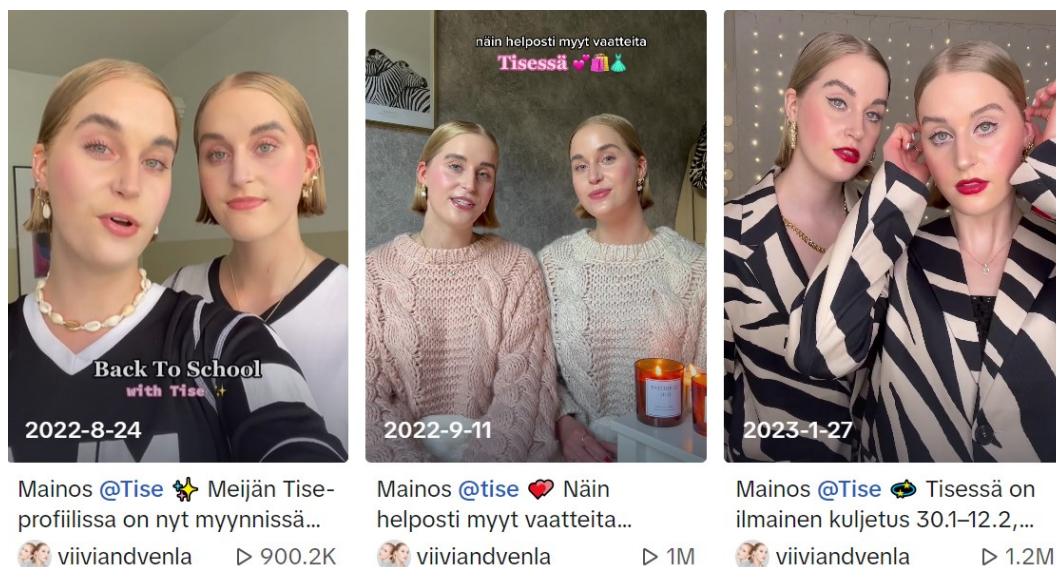 Back To School
with Tise ✨
2022-8-24
Mainos @Tise ✨ Meijän Tise-
profiilissa on nyt myynnissä...
viiviandvenla ▷ 900.2K
näin helposti myyt vaatteita
Tisessä 💕🛍️👗
2022-9-11
Mainos @tise 💕 Näin
helposti myyt vaatteita...
viiviandvenla ▷ 1M
2023-1-27
Mainos @Tise 💫 Tisessä on
ilmainen kuljetus 30.1–12.2,...
viiviandvenla ▷ 1.2M